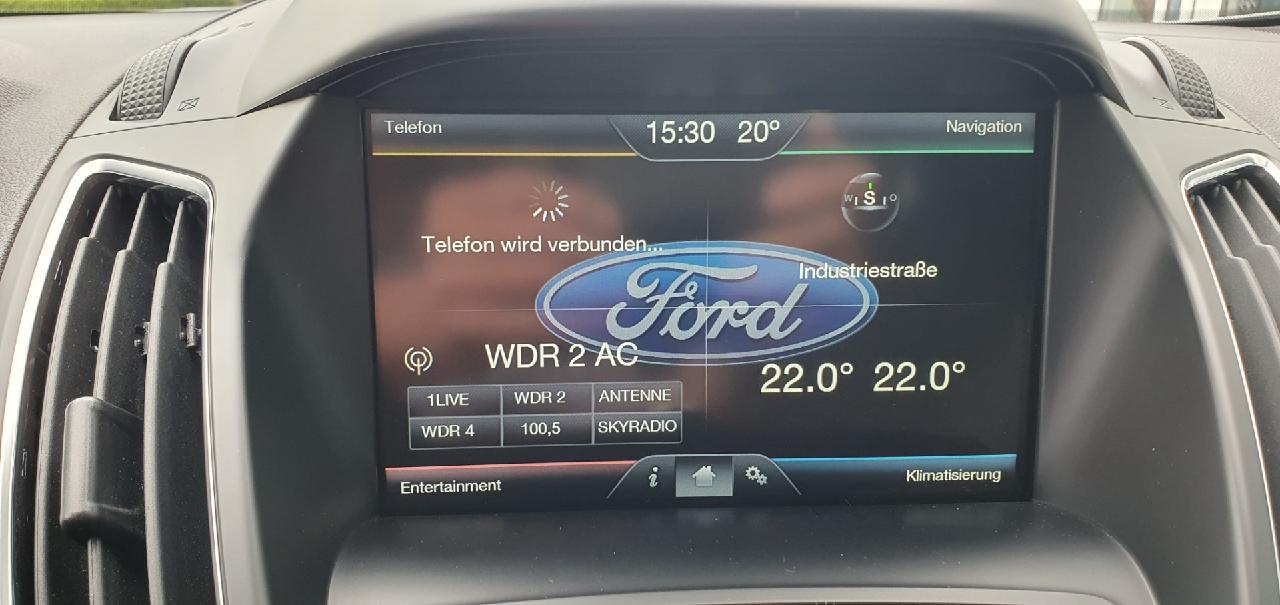 Telefon
15:30 20°
Navigation
W S O
Telefon wird verbunden...
Industriestraße
Ford
WDR 2 AC
22.0° 22.0°
1LIVE WDR 2 ANTENNE
WDR 4 100,5 SKYRADIO
Entertainment
i
Klimatisierung